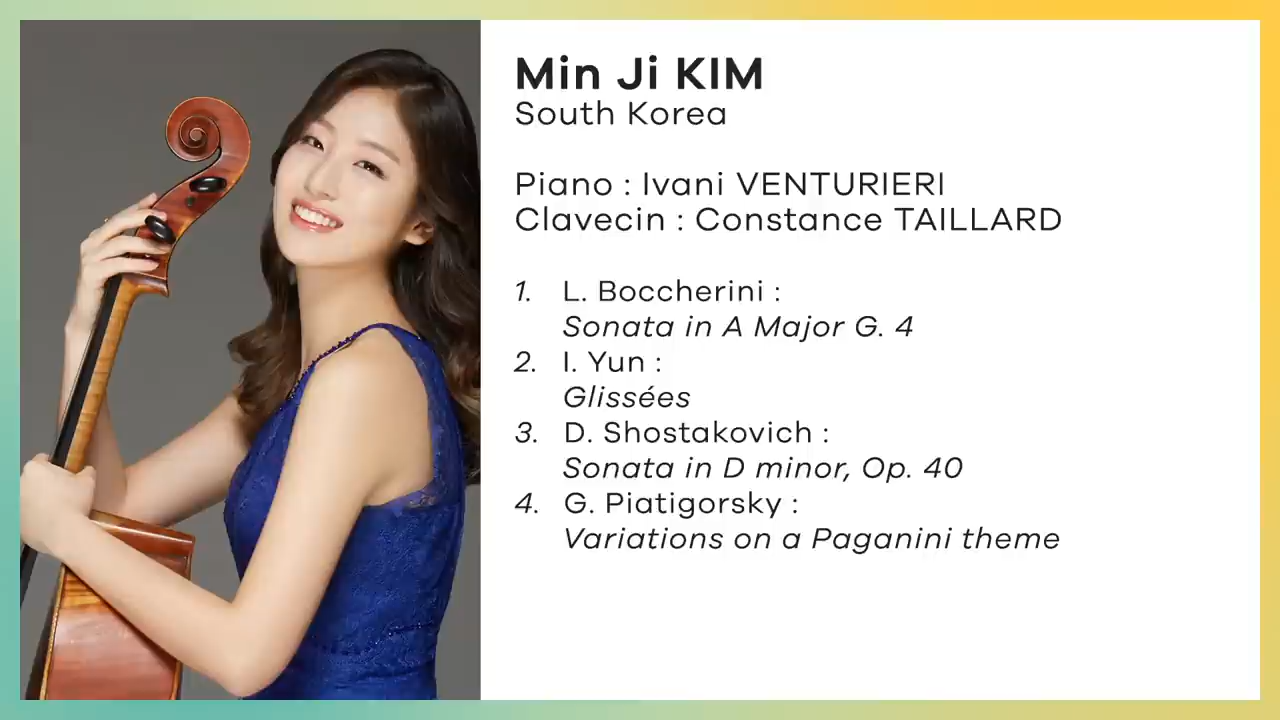 Min Ji KIM
South Korea
Piano : Ivani VENTURIERI
Clavecin : Constance TAILLARD
1. L. Boccherini :
Sonata in A Major G. 4
2. I. Yun :
Glissées
3. D. Shostakovich :
Sonata in D minor, Op. 40
4. G. Piatigorsky :
Variations on a Paganini theme